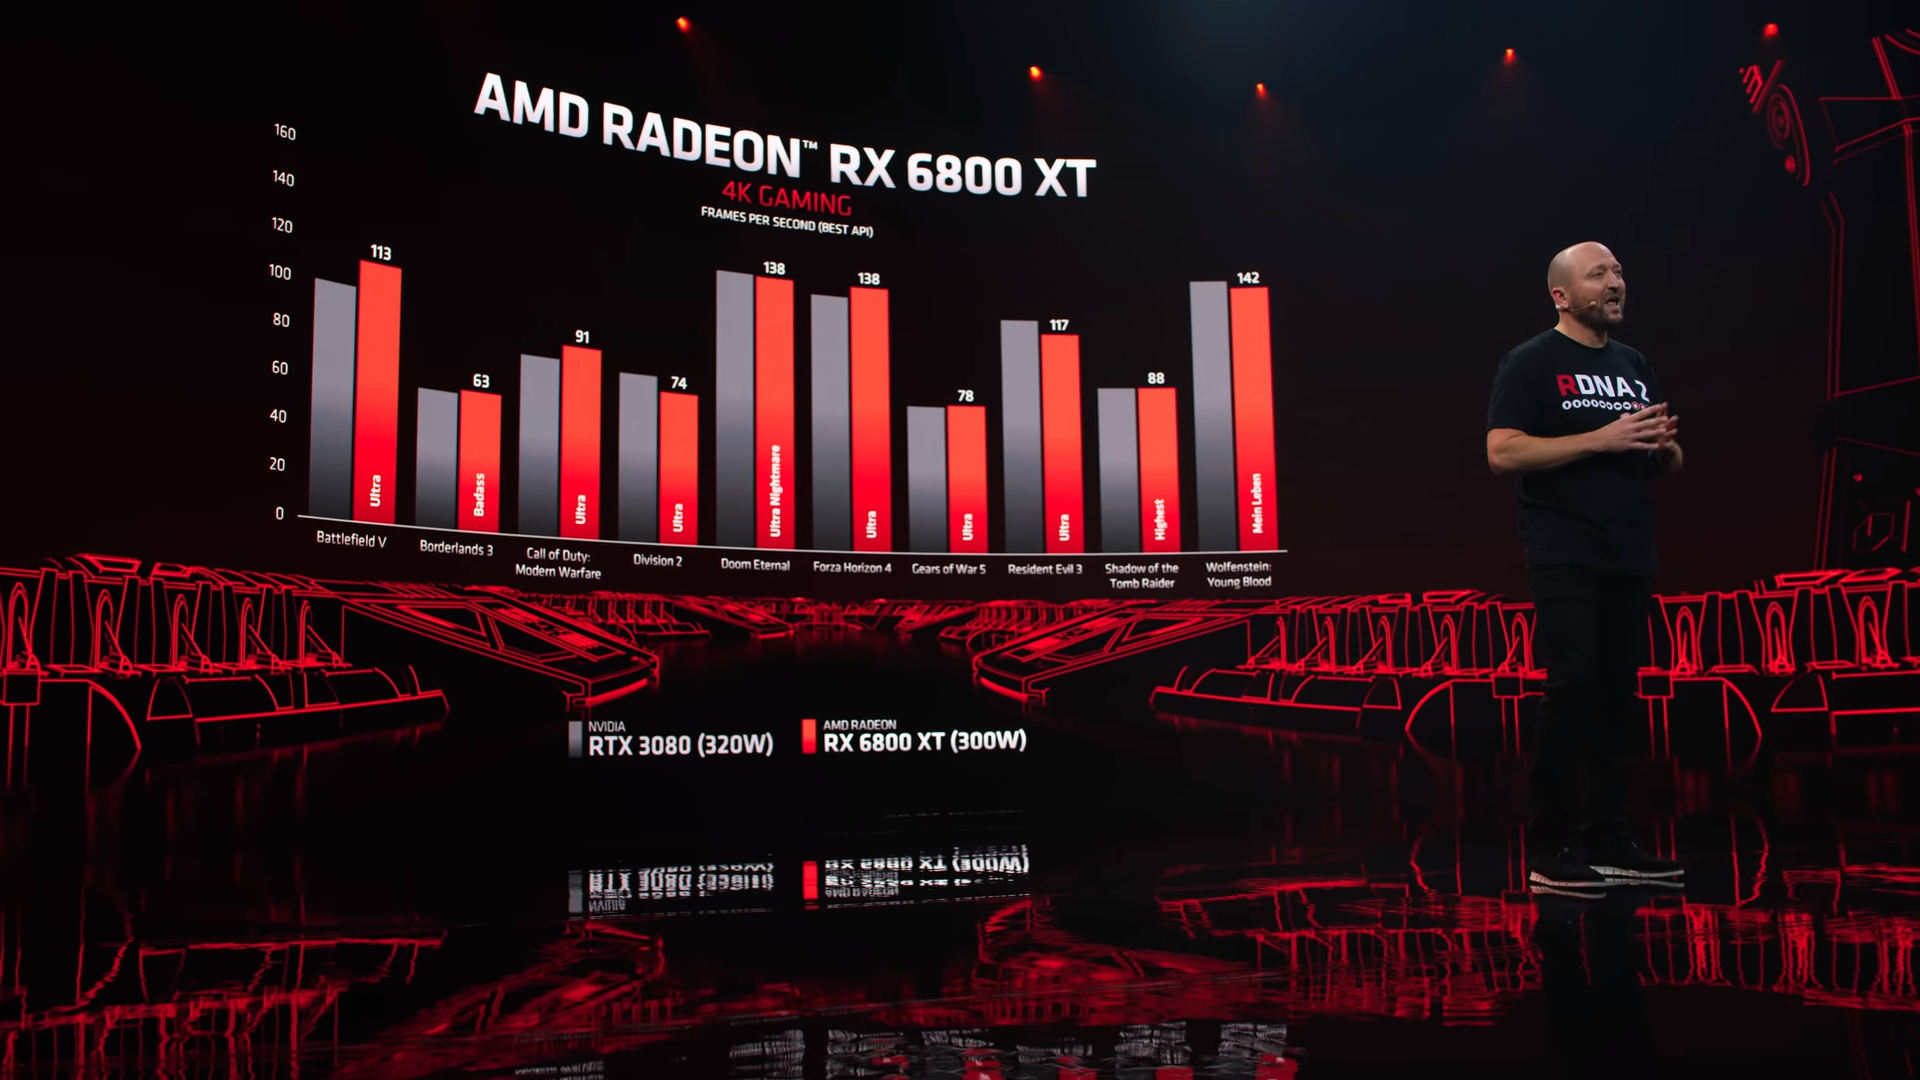 AMD RADEON™ RX 6800 XT
4K GAMING
FRAMES PER SECOND (BEST API)
160
140
120
100
80
60
40
20
0
113
63
91
74
138
138
78
117
88
142
Ultra
Badass
Ultra
Ultra
Ultra Nightmare
Ultra
Ultra
Ultra
Highest
Mein Leben
Battlefield V
Borderlands 3
Call of Duty:
Modern Warfare
Division 2
Doom Eternal
Forza Horizon 4
Gears of War 5
Resident Evil 3
Shadow of the
Tomb Raider
Wolfenstein:
Young Blood
NVIDIA
RTX 3080 (320W)
AMD RADEON
RX 6800 XT (300W)
RDNA 2